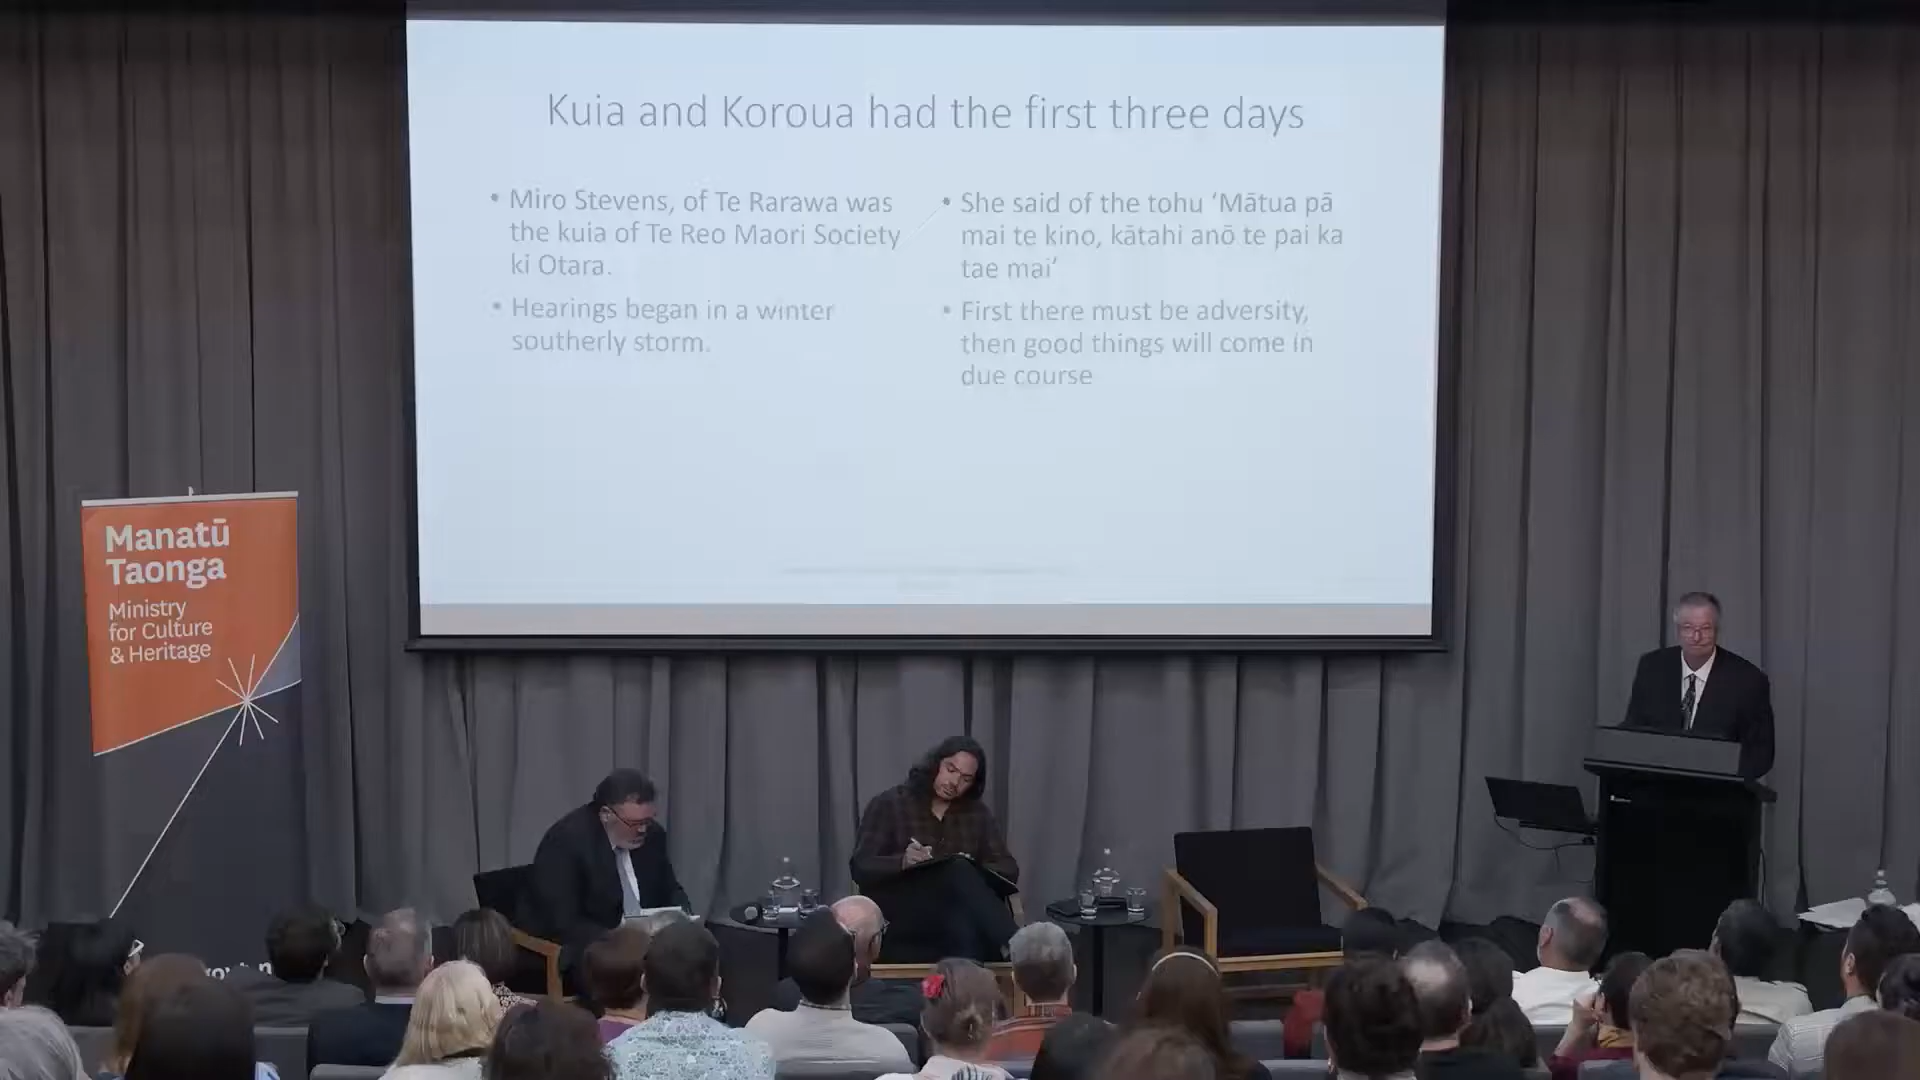 Kuia and Koroua had the first three days
• Miro Stevens, of Te Rarawa was
the kuia of Te Reo Maori Society
ki Otara.
• Hearings began in a winter
southerly storm.
• She said of the tohu ‘Mātua pā
mai te kino, kātahi anō te pai ka
tae mai’
• First there must be adversity,
then good things will come in
due course
Manatū
Taonga
Ministry
for Culture
& Heritage